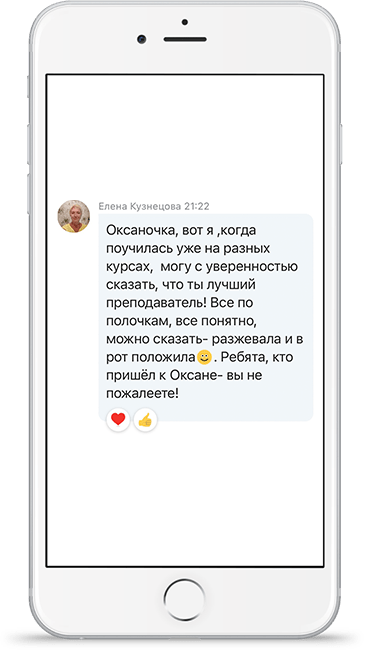 Елена Кузнецова 21:22
Оксаночка, вот я ,когда
поучилась уже на разных
курсах,  могу с уверенностью
сказать, что ты лучший
преподаватель! Все по
полочкам, все понятно,
можно сказать- разжевала и в
рот положила😀. Ребята, кто
пришёл к Оксане- вы не
пожалеете!